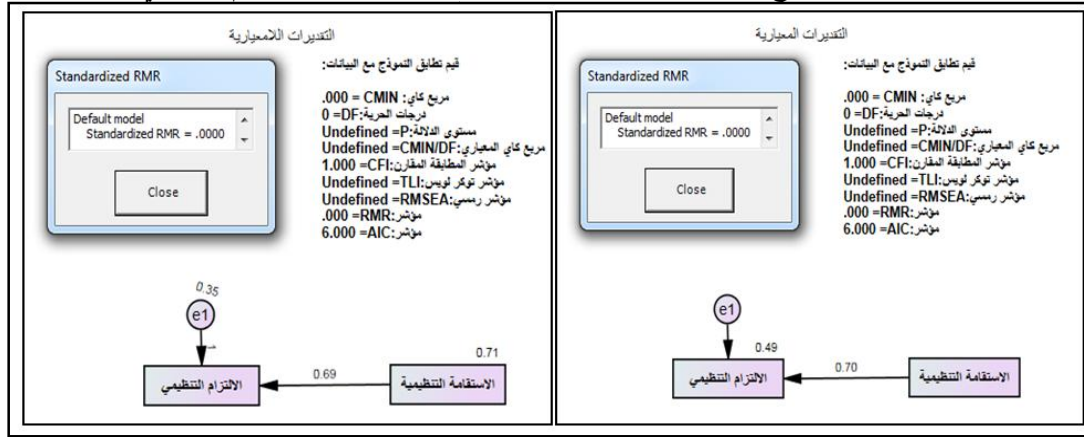 التقديرات اللامعيارية
Standardized RMR
Default model
Standardized RMR = .0000
Close
قيم تطابق النموذج مع البيانات:
مربع كاي: CMIN = .000
درجات الحرية:DF= 0
مستوى الدلالة:P= Undefined
مربع كاي المعياري:CMIN/DF= Undefined
مؤشر المطابقة المقارن:CFI= 1.000
مؤشر توكر لويس:TLI= Undefined
مؤشر رمسي:RMSEA= Undefined
مؤشر:RMR= .000
مؤشر:AIC= 6.000
0.35
e1
1
0.71
الالتزام التنظيمي
0.69
الاستقامة التنظيمية
التقديرات المعيارية
Standardized RMR
Default model
Standardized RMR = .0000
Close
قيم تطابق النموذج مع البيانات:
مربع كاي: CMIN = .000
درجات الحرية:DF= 0
مستوى الدلالة:P= Undefined
مربع كاي المعياري:CMIN/DF= Undefined
مؤشر المطابقة المقارن:CFI= 1.000
مؤشر توكر لويس:TLI= Undefined
مؤشر رمسي:RMSEA= Undefined
مؤشر:RMR= .000
مؤشر:AIC= 6.000
e1
0.49
الالتزام التنظيمي
0.70
الاستقامة التنظيمية